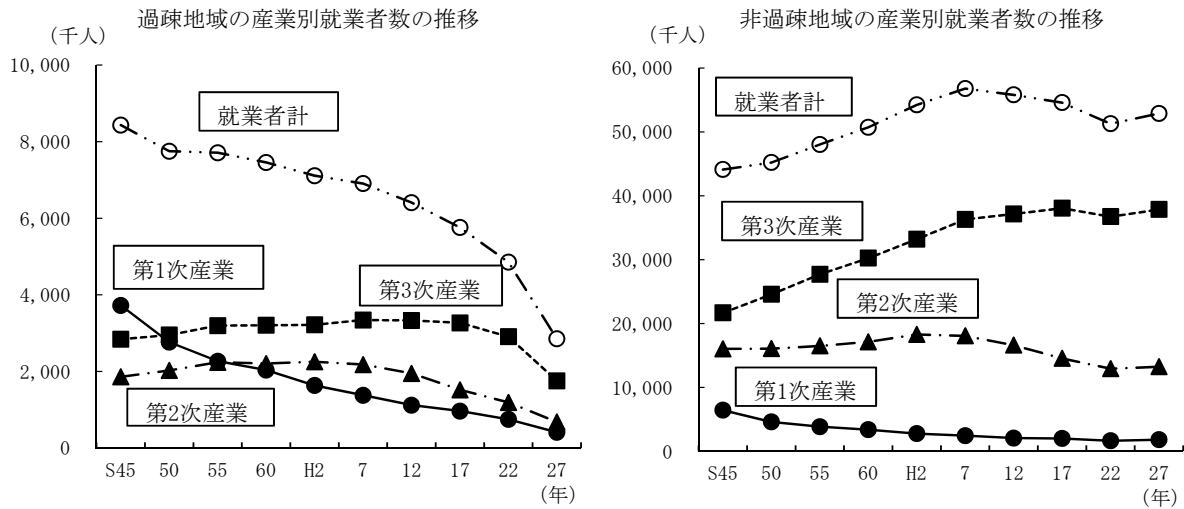 過疎地域の産業別就業者数の推移
(千人)
10,000
8,000
6,000
4,000
2,000
0
就業者計
第1次産業
第3次産業
第2次産業
S45 50 55 60 H2 7 12 17 22 27
(年)
非過疎地域の産業別就業者数の推移
(千人)
60,000
50,000
40,000
30,000
20,000
10,000
0
就業者計
第3次産業
第2次産業
第1次産業
S45 50 55 60 H2 7 12 17 22 27
(年)